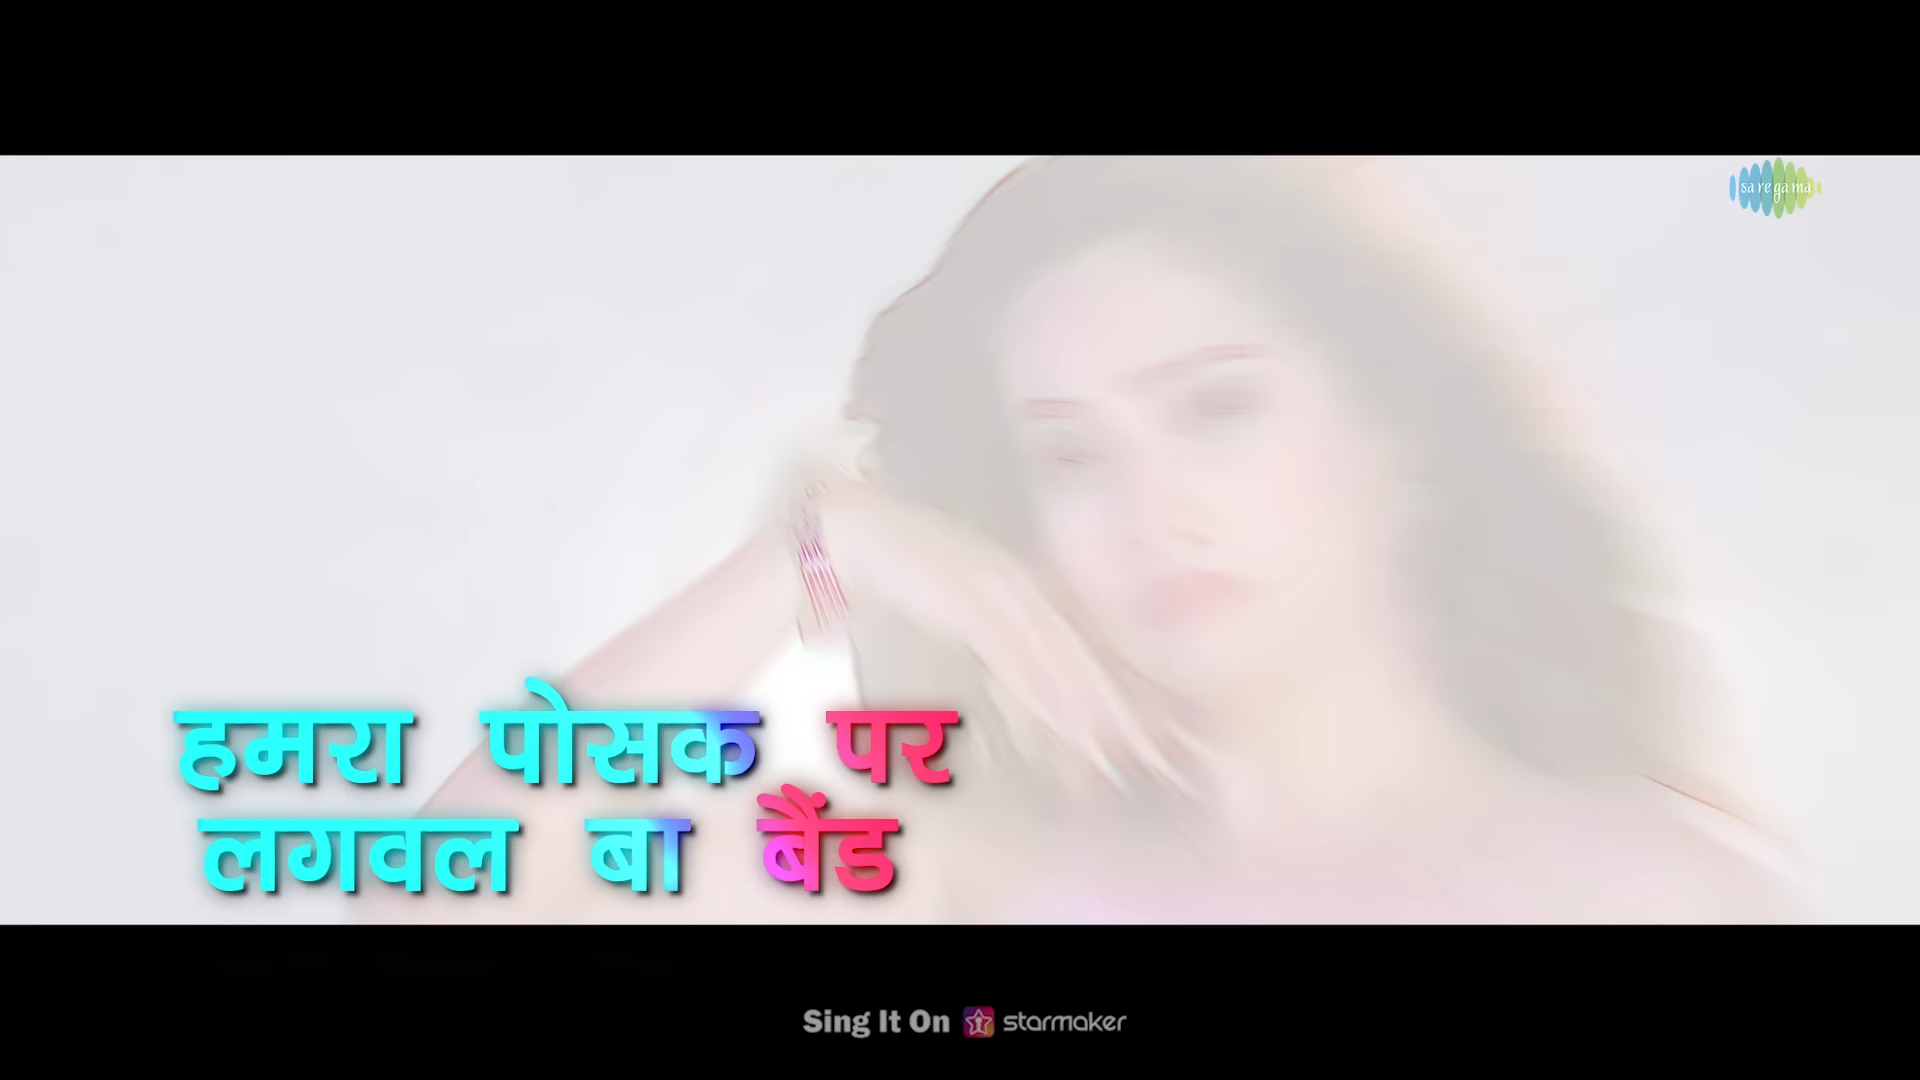 sa re ga ma
हमरा पोसक पर
लगवल बा बैंड
Sing It On starmaker